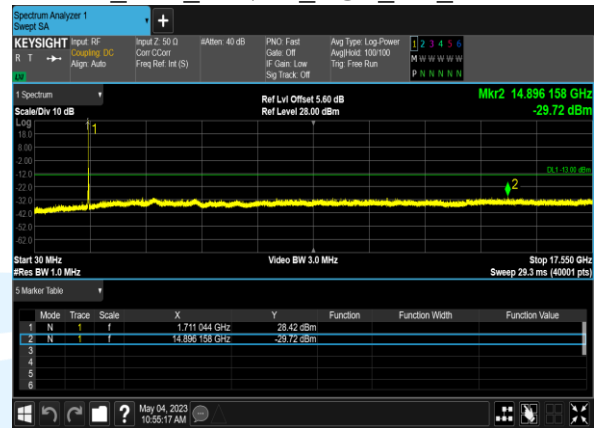 Spectrum Analyzer 1
Swept SA
+
KEYSIGHT Input: RF Input Z: 50 Ω #Atten: 40 dB PNO: Fast Avg Type: Log-Power 1 2 3 4 5 6
R T Coupling: DC Corr CCorr Gate: Off Avg|Hold: 100/100 M W W W W W
Align: Auto Freq Ref: Int (S) IF Gain: Low Trig: Free Run
Sig Track: Off P N N N N N
1 Spectrum
Ref Lvl Offset 5.60 dB Mkr2 14.896 158 GHz
Scale/Div 10 dB Ref Level 28.00 dBm -29.72 dBm
Log
1
18.0
8.00
-2.00
DL1 -13.00 dBm
-12.0
2
-22.0
-32.0
-42.0
-52.0
-62.0
Start 30 MHz Video BW 3.0 MHz Stop 17.550 GHz
#Res BW 1.0 MHz Sweep 29.3 ms (40001 pts)
5 Marker Table
Mode Trace Scale X Y Function Function Width Function Value
1 N 1 f 1.711 044 GHz 28.42 dBm
2 N 1 f 14.896 158 GHz -29.72 dBm
3
4
5
6
? May 04, 2023
10:55:17 AM